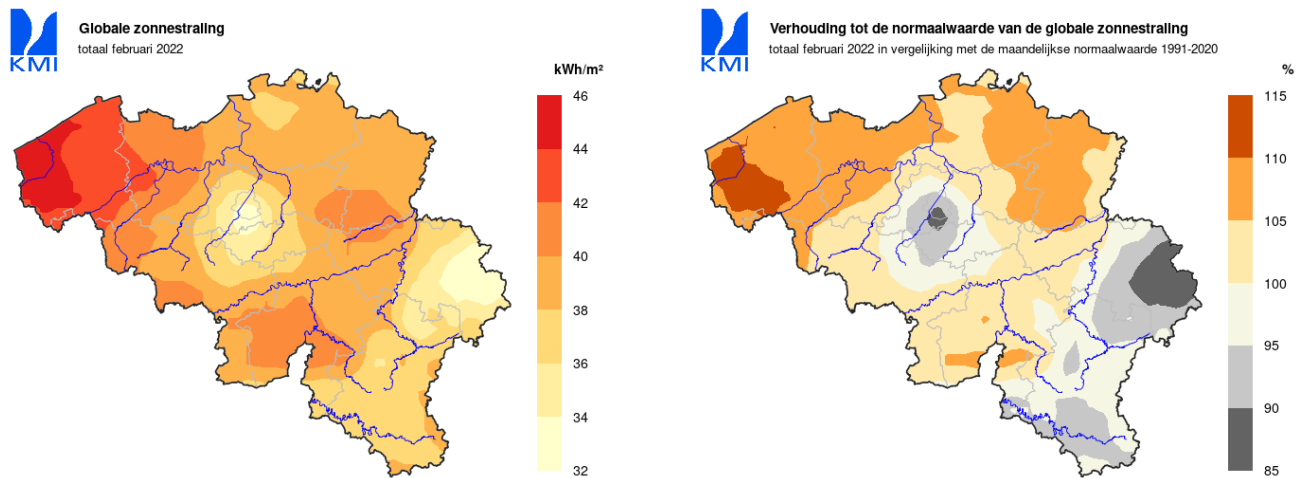 KMI
Globale zonnestraling
totaal februari 2022
kWh/m²
46
44
42
40
38
36
34
32
KMI
Verhouding tot de normaalwaarde van de globale zonnestraling
totaal februari 2022 in vergelijking met de maandelijkse normaalwaarde 1991-2020
%
115
110
105
100
95
90
85